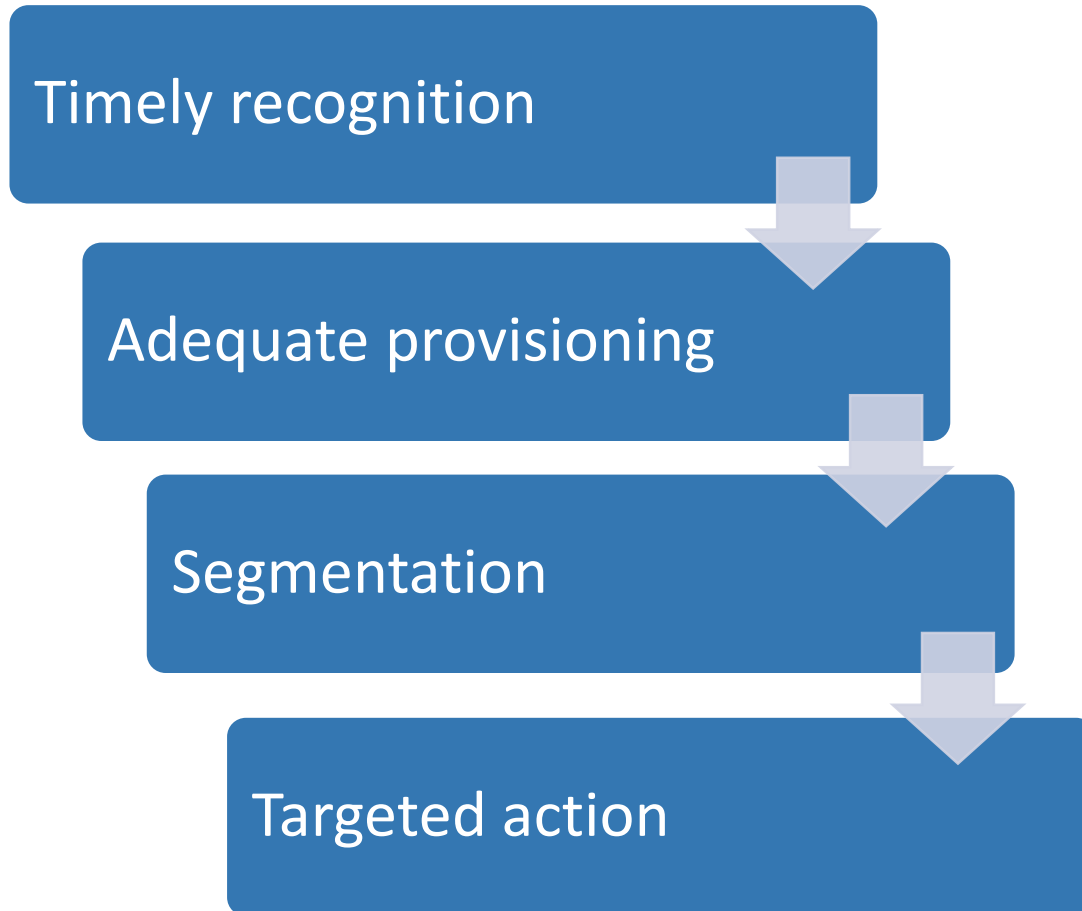 Timely recognition
Adequate provisioning
Segmentation
Targeted action